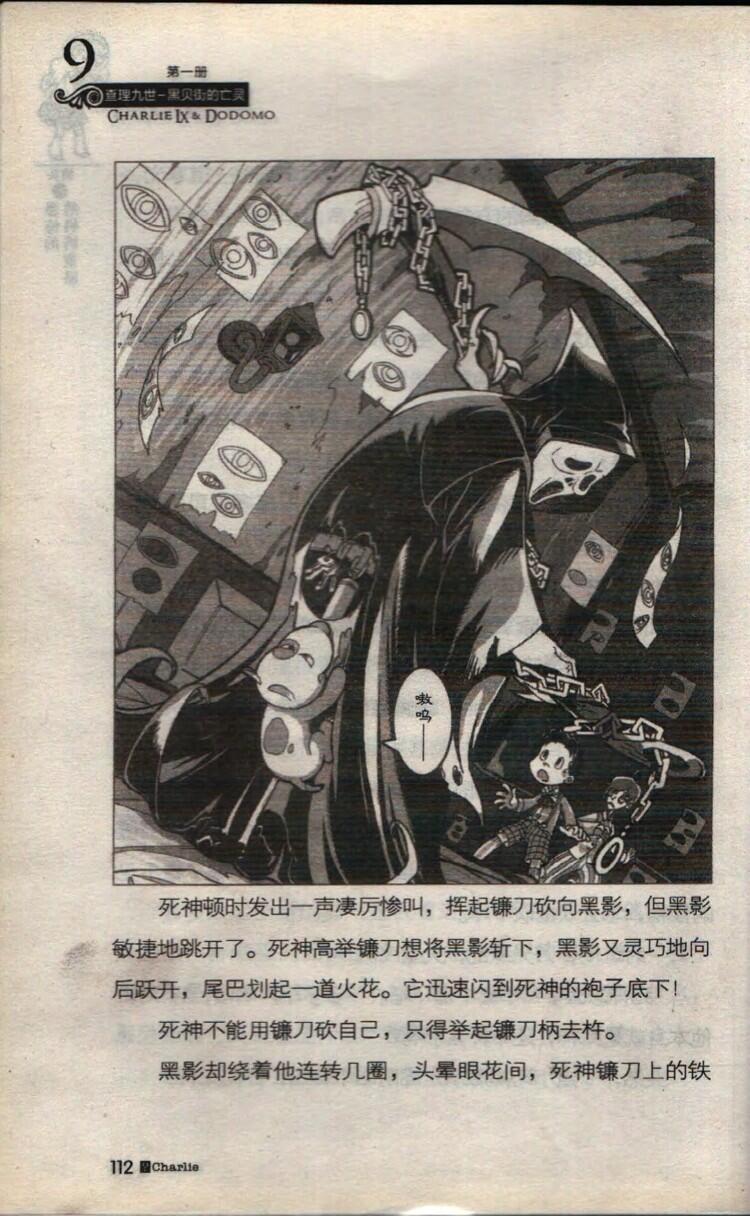 9
第一册
查理九世-黑贝街的亡灵
CHARLIE IX & DODOMO
嗷呜——
死神顿时发出一声凄厉惨叫，挥起镰刀砍向黑影，但黑影
敏捷地跳开了。死神高举镰刀想将黑影斩下，黑影又灵巧地向
后跃开，尾巴划起一道火花。它迅速闪到死神的袍子底下！
死神不能用镰刀砍自己，只得举起镰刀柄去杵。
黑影却绕着他连转几圈，头晕眼花间，死神镰刀上的铁
112 Charlie